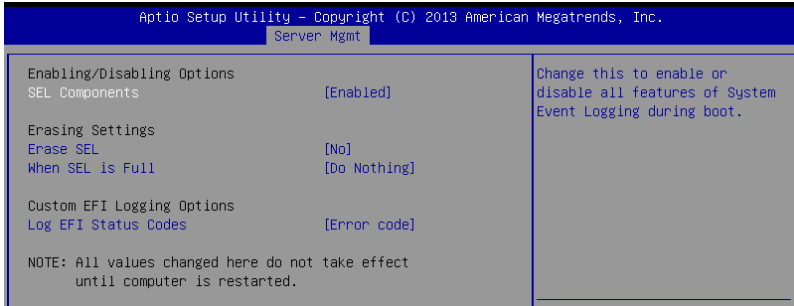 Aptio Setup Utility – Copyright (C) 2013 American Megatrends, Inc.
Server Mgmt
Enabling/Disabling Options
SEL Components [Enabled]
Erasing Settings
Erase SEL [No]
When SEL is Full [Do Nothing]
Custom EFI Logging Options
Log EFI Status Codes [Error code]
NOTE: All values changed here do not take effect
until computer is restarted.
Change this to enable or
disable all features of System
Event Logging during boot.